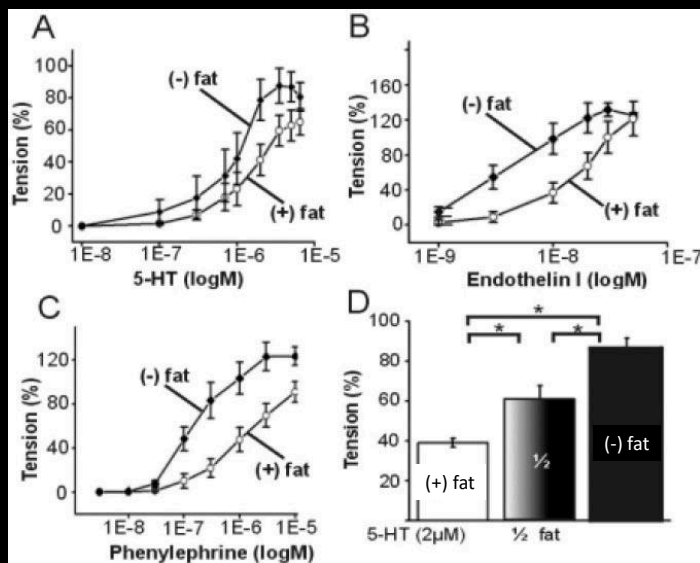 A
Tension (%)
100
80
60
40
20
0
(-) fat
(+) fat
1E-8 1E-7 1E-6 1E-5
5-HT (logM)
B
Tension (%)
160
120
80
40
0
(-) fat
(+) fat
1E-9 1E-8 1E-7
Endothelin I (logM)
C
Tension (%)
120
80
40
0
(-) fat
(+) fat
1E-8 1E-7 1E-6 1E-5
Phenylephrine (logM)
D
Tension (%)
100
80
60
40
20
0
*
* *
(+) fat
½
(-) fat
5-HT (2µM) ½ fat